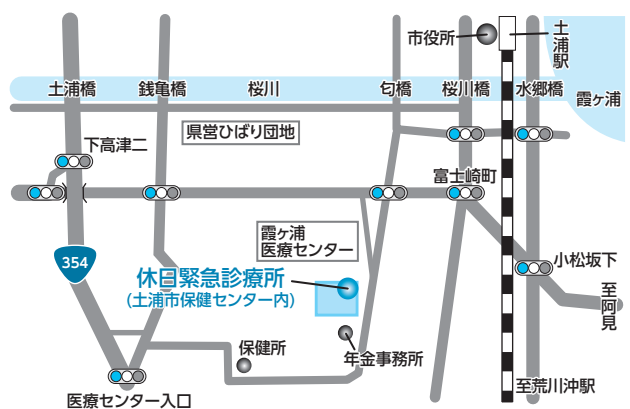 市役所
土浦駅
土浦橋
銭亀橋
桜川
匂橋
桜川橋
水郷橋
霞ヶ浦
県営ひばり団地
下高津二
富士崎町
霞ヶ浦
医療センター
354
休日緊急診療所
(土浦市保健センター内)
小松坂下
至阿見
保健所
年金事務所
至荒川沖駅
医療センター入口